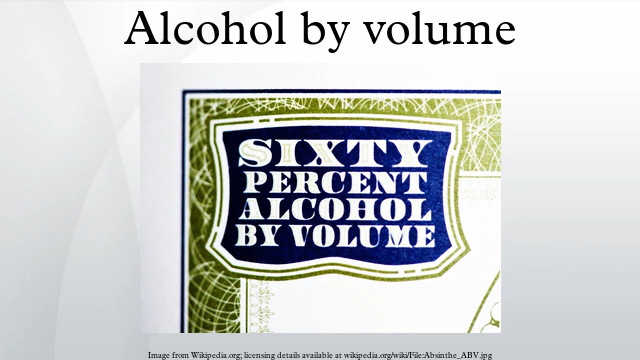 Alcohol by volume
SIXTY
PERCENT
ALCOHOL
BY VOLUME
Image from Wikipedia.org; licensing details available at wikipedia.org/wiki/File:Absinthe_ABV.jpg